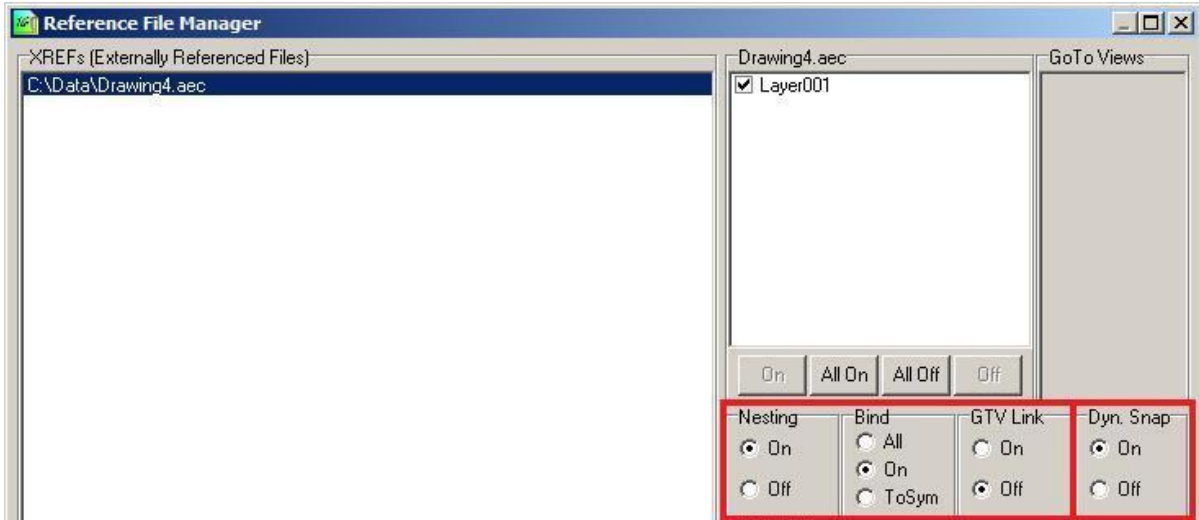 Reference File Manager
XREFs (Externally Referenced Files)
C:\Data\Drawing4.aec
Drawing4.aec
Layer001
GoTo Views
On All On All Off Off
Nesting
On
Off
Bind
All
On
ToSym
GTV Link
On
Off
Dyn. Snap
On
Off